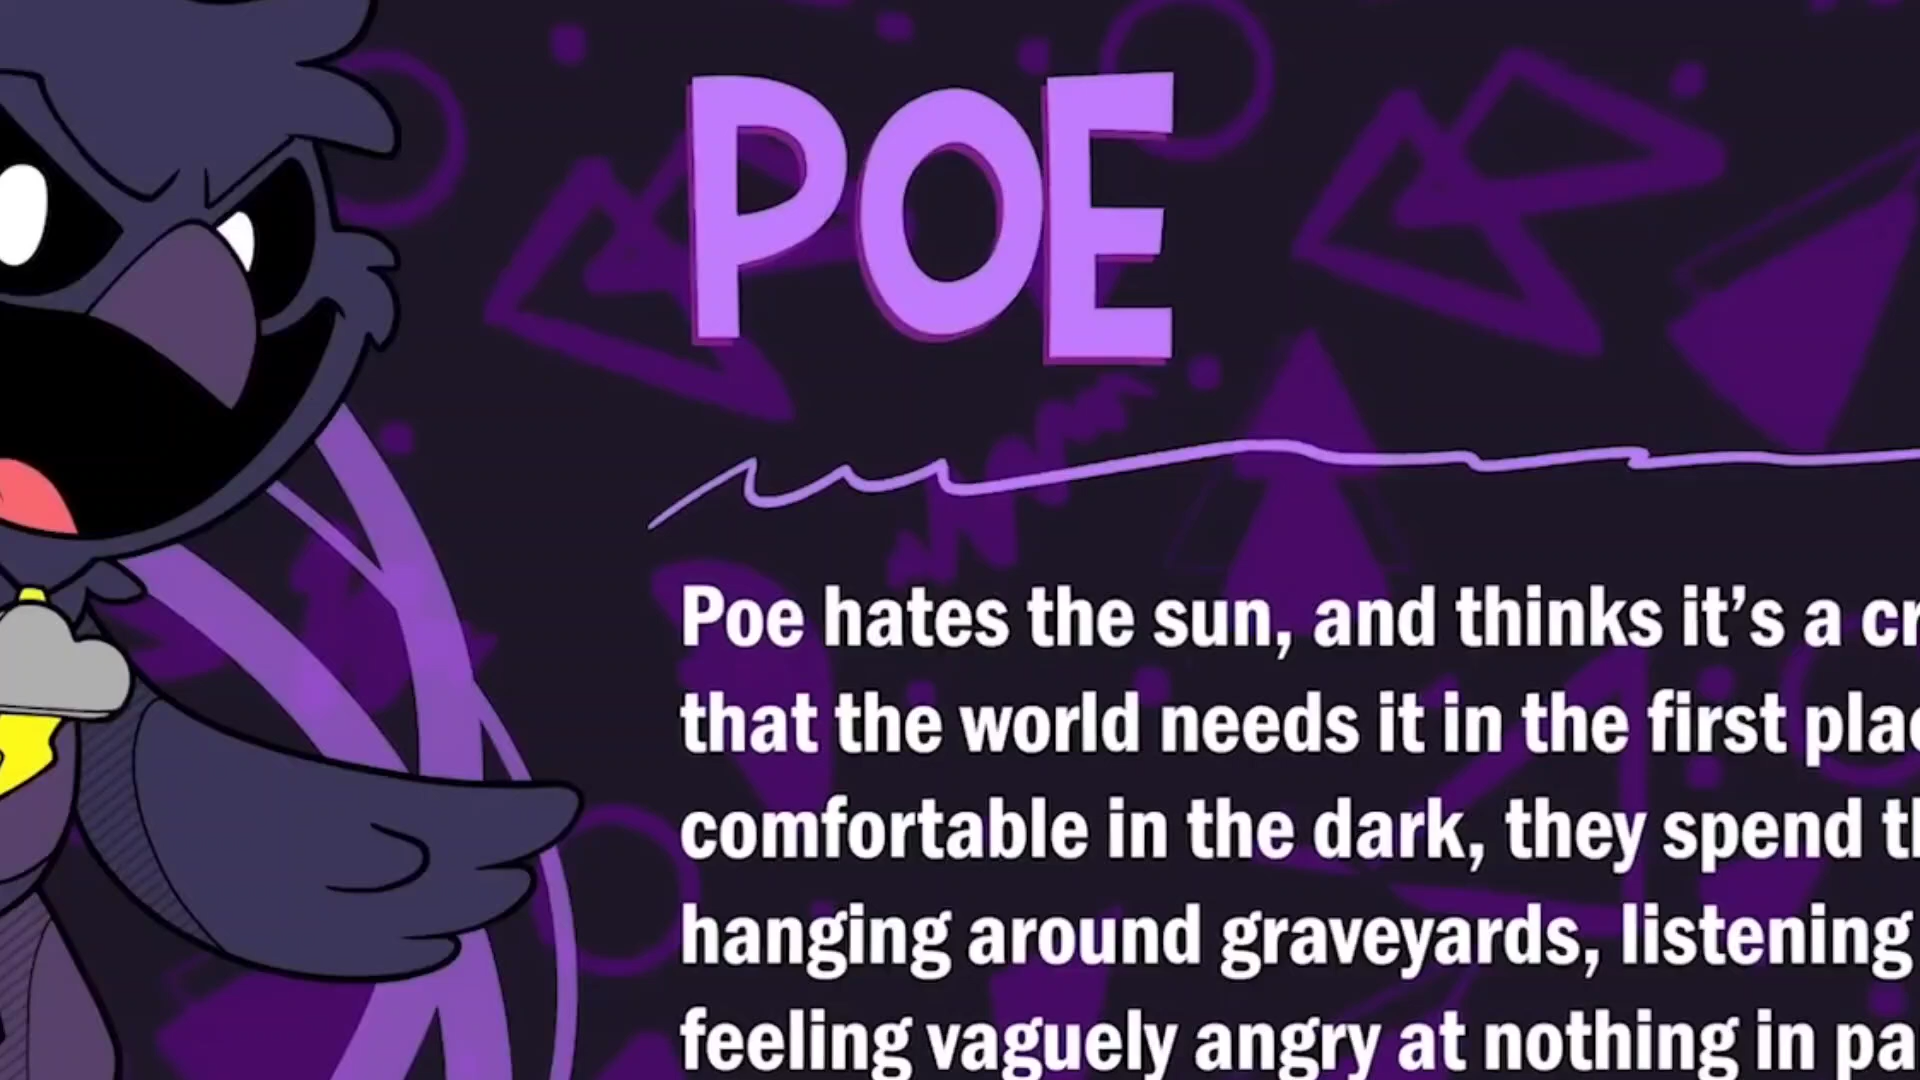 POE
Poe hates the sun, and thinks it’s a
that the world needs it in the first
comfortable in the dark, they spend
hanging around graveyards, listening
feeling vaguely angry at nothing in